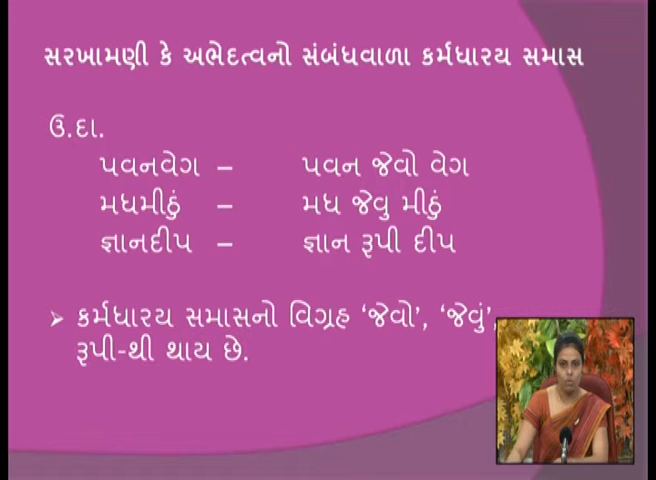 સરખામણી કે અભેદત્વનો સંબંધવાળા કર્મધારય સમાસ
ઉ.દા.
પવનવેગ – પવન જેવો વેગ
મધમીઠું – મધ જેવુ મીઠું
જ્ઞાનદીપ – જ્ઞાન રૂપી દીપ
➢ કર્મધારય સમાસનો વિગ્રહ ‘જેવો’, ‘જેવું’,
રૂપી-થી થાય છે.